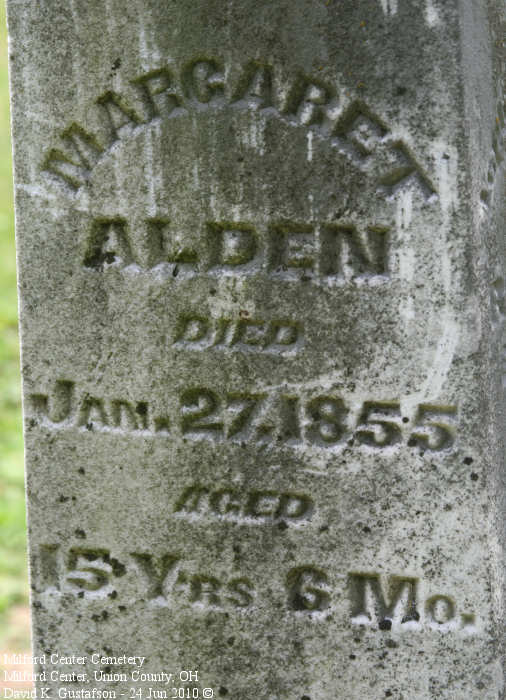 MARGARET
ALDEN
DIED
Jan. 27, 1855
AGED
15 Yrs 6 Mo.
Milford Center Cemetery
Milford Center, Union County, OH
David K. Gustafson - 24 Jun 2010 ©